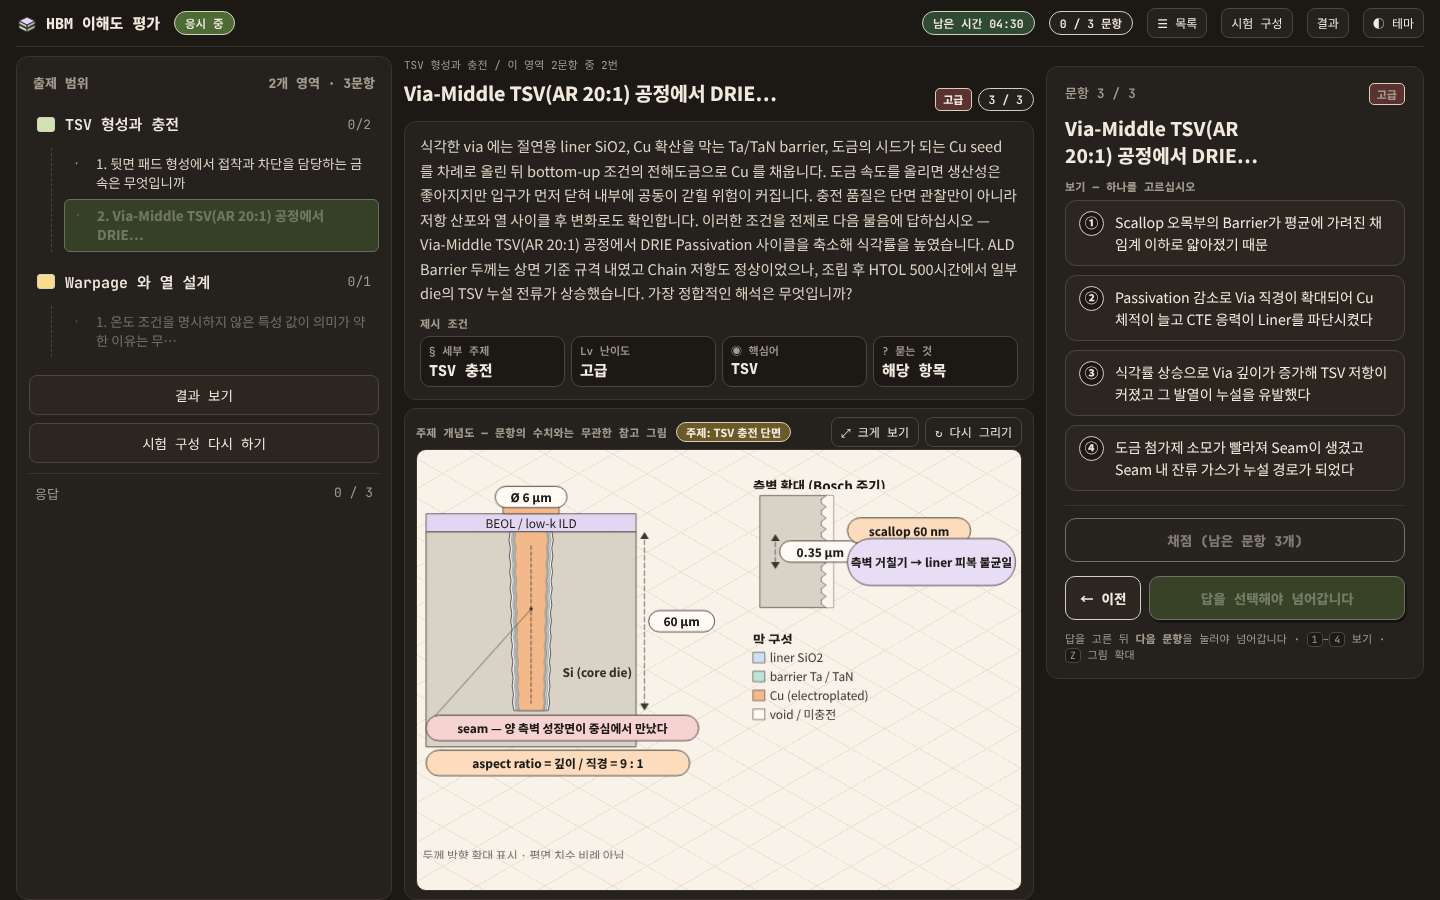 HBM 이해도 평가
응시 중
남은 시간 04:30
0 / 3 문항
☰ 목록
시험 구성
결과
◐ 테마
출제 범위
2개 영역 · 3문항
TSV 형성과 충전
0/2
· 1. 뒷면 패드 형성에서 접착과 차단을 담당하는 금
속은 무엇입니까
· 2. Via-Middle TSV(AR 20:1) 공정에서
DRIE…
Warpage 와 열 설계
0/1
· 1. 온도 조건을 명시하지 않은 특성 값이 의미가 약
한 이유는 무…
결과 보기
시험 구성 다시 하기
응답
0 / 3
TSV 형성과 충전 / 이 영역 2문항 중 2번
Via-Middle TSV(AR 20:1) 공정에서 DRIE…
고급
3 / 3
식각한 via 에는 절연용 liner SiO2, Cu 확산을 막는 Ta/TaN barrier, 도금의 시드가 되는 Cu seed
를 차례로 올린 뒤 bottom-up 조건의 전해도금으로 Cu 를 채웁니다. 도금 속도를 올리면 생산성은
좋아지지만 입구가 먼저 닫혀 내부에 공동이 갇힐 위험이 커집니다. 충전 품질은 단면 관찰만이 아니라
저항 산포와 열 사이클 후 변화로도 확인합니다. 이러한 조건을 전제로 다음 물음에 답하십시오 —
Via-Middle TSV(AR 20:1) 공정에서 DRIE Passivation 사이클을 축소해 식각률을 높였습니다. ALD
Barrier 두께는 상면 기준 규격 내였고 Chain 저항도 정상이었으나, 조립 후 HTOL 500시간에서 일부
die의 TSV 누설 전류가 상승했습니다. 가장 정합적인 해석은 무엇입니까?
제시 조건
§ 세부 주제
TSV 충전
Lv 난이도
고급
◉ 핵심어
TSV
? 묻는 것
해당 항목
주제 개념도 — 문항의 수치와는 무관한 참고 그림
주제: TSV 충전 단면
⤢ 크게 보기
↻ 다시 그리기
Ø 6 µm
BEOL / low-k ILD
60 µm
Si (core die)
seam — 양 측벽 성장면이 중심에서 만났다
aspect ratio = 깊이 / 직경 = 9 : 1
측벽 확대 (Bosch 주기)
scallop 60 nm
0.35 µm
측벽 거칠기 → liner 피복 불균일
막 구성
liner SiO2
barrier Ta / TaN
Cu (electroplated)
void / 미충전
두께 방향 확대 표시 · 평면 치수 비례 아님
문항 3 / 3
고급
Via-Middle TSV(AR
20:1) 공정에서 DRIE…
보기 — 하나를 고르십시오
① Scallop 오목부의 Barrier가 평균에 가려진 채
임계 이하로 얇아졌기 때문
② Passivation 감소로 Via 직경이 확대되어 Cu
체적이 늘고 CTE 응력이 Liner를 파단시켰다
③ 식각률 상승으로 Via 깊이가 증가해 TSV 저항이
커졌고 그 발열이 누설을 유발했다
④ 도금 첨가제 소모가 빨라져 Seam이 생겼고
Seam 내 잔류 가스가 누설 경로가 되었다
채점 (남은 문항 3개)
← 이전
답을 선택해야 넘어갑니다
답을 고른 뒤 다음 문항을 눌러야 넘어갑니다 · 1–4 보기 ·
Z 그림 확대